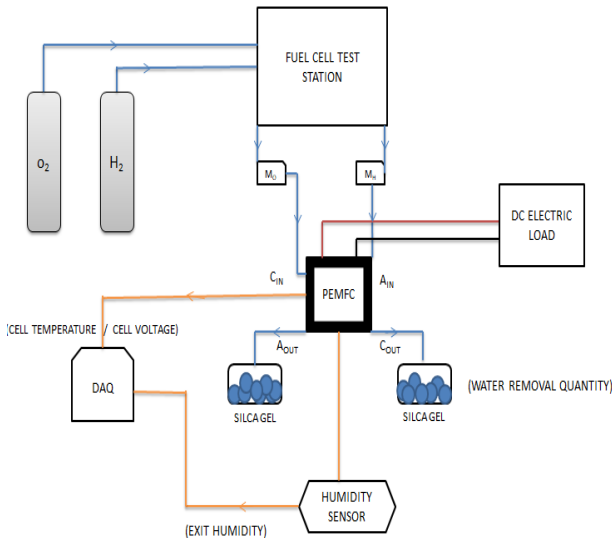 FUEL CELL TEST
STATION
O2
H2
MO
MH
DC ELECTRIC
LOAD
CIN
AIN
PEMFC
(CELL TEMPERATURE / CELL VOLTAGE)
AOUT
COUT
DAQ
(WATER REMOVAL QUANTITY)
SILCA GEL
SILCA GEL
HUMIDITY
SENSOR
(EXIT HUMIDITY)